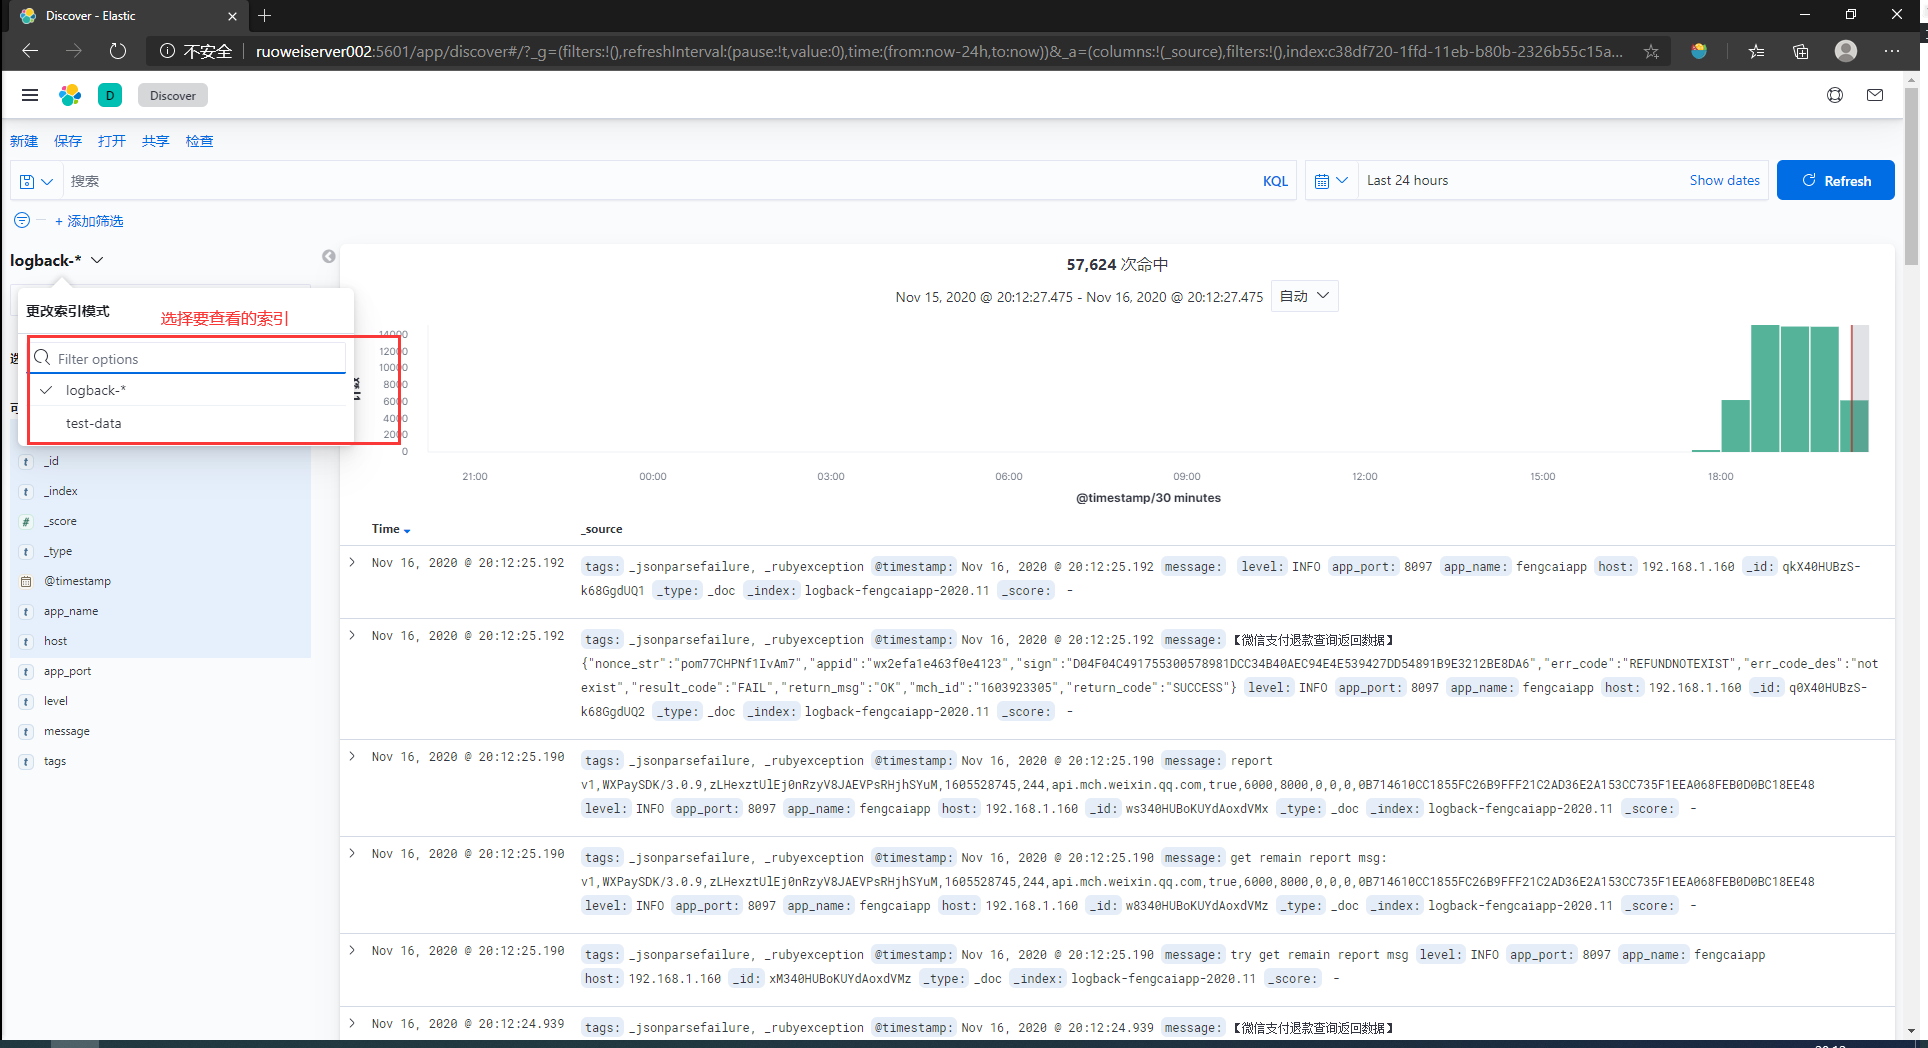 Discover - Elastic
不安全 ruoweiserver002:5601/app/discover#/?_g=(filters:!(),refreshInterval:(pause:!t,value:0),time:(from:now-24h,to:now))&_a=(columns:!(_source),filters:!(),index:c38df720-1ffd-11eb-b80b-2326b55c15a...
D Discover
新建 保存 打开 共享 检查
搜索 KQL Last 24 hours Show dates Refresh
+ 添加筛选
logback-*
57,624 次命中
Nov 15, 2020 @ 20:12:27.475 - Nov 16, 2020 @ 20:12:27.475 自动
更改索引模式 选择要查看的索引
Filter options
logback-*
test-data
14000
12000
10000
8000
6000
4000
2000
0
21:00 00:00 03:00 06:00 09:00 12:00 15:00 18:00
@timestamp/30 minutes
t _id
t _index
# _score
t _type
@timestamp
t app_name
t host
t app_port
t level
t message
t tags
Time _source
Nov 16, 2020 @ 20:12:25.192 tags: _jsonparsefailure, _rubyexception @timestamp: Nov 16, 2020 @ 20:12:25.192 message: level: INFO app_port: 8097 app_name: fengcaiapp host: 192.168.1.160 _id: qkX40HUBzS-
k68GgdUQ1 _type: _doc _index: logback-fengcaiapp-2020.11 _score: -
Nov 16, 2020 @ 20:12:25.192 tags: _jsonparsefailure, _rubyexception @timestamp: Nov 16, 2020 @ 20:12:25.192 message: 【微信支付退款查询返回数据】
{"nonce_str":"pom77CHPNf1IvAm7","appid":"wx2efa1e463f0e4123","sign":"D04F04C491755300578981DCC34B40AEC94E4E539427DD54891B9E3212BE8DA6","err_code":"REFUNDNOTEXIST","err_code_des":"not
exist","result_code":"FAIL","return_msg":"OK","mch_id":"1603923305","return_code":"SUCCESS"} level: INFO app_port: 8097 app_name: fengcaiapp host: 192.168.1.160 _id: q0X40HUBzS-
k68GgdUQ2 _type: _doc _index: logback-fengcaiapp-2020.11 _score: -
Nov 16, 2020 @ 20:12:25.190 tags: _jsonparsefailure, _rubyexception @timestamp: Nov 16, 2020 @ 20:12:25.190 message: report
v1,WXPaySDK/3.0.9,zLHexztUlEj0nRzyV8JAEVPsRHjhSYuM,1605528745,244,api.mch.weixin.qq.com,true,6000,8000,0,0,0,0B714610CC1855FC26B9FFF21C2AD36E2A153CC735F1EEA068FEB0D0BC18EE48
level: INFO app_port: 8097 app_name: fengcaiapp host: 192.168.1.160 _id: ws340HUBoKUYdAoxdVMx _type: _doc _index: logback-fengcaiapp-2020.11 _score: -
Nov 16, 2020 @ 20:12:25.190 tags: _jsonparsefailure, _rubyexception @timestamp: Nov 16, 2020 @ 20:12:25.190 message: get remain report msg:
v1,WXPaySDK/3.0.9,zLHexztUlEj0nRzyV8JAEVPsRHjhSYuM,1605528745,244,api.mch.weixin.qq.com,true,6000,8000,0,0,0,0B714610CC1855FC26B9FFF21C2AD36E2A153CC735F1EEA068FEB0D0BC18EE48
level: INFO app_port: 8097 app_name: fengcaiapp host: 192.168.1.160 _id: w8340HUBoKUYdAoxdVMz _type: _doc _index: logback-fengcaiapp-2020.11 _score: -
Nov 16, 2020 @ 20:12:25.190 tags: _jsonparsefailure, _rubyexception @timestamp: Nov 16, 2020 @ 20:12:25.190 message: try get remain report msg level: INFO app_port: 8097 app_name: fengcaiapp
host: 192.168.1.160 _id: xM340HUBoKUYdAoxdVMz _type: _doc _index: logback-fengcaiapp-2020.11 _score: -
Nov 16, 2020 @ 20:12:24.939 tags: _jsonparsefailure, _rubyexception @timestamp: Nov 16, 2020 @ 20:12:24.939 message: 【微信支付退款查询返回数据】